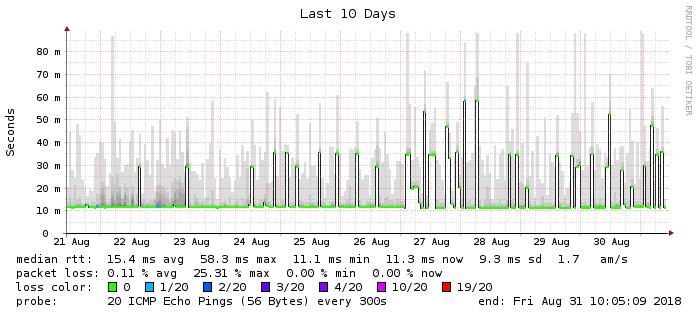 Last 10 Days
RRDTOOL / TOBI OETIKER
Seconds
80 m
70 m
60 m
50 m
40 m
30 m
20 m
10 m
0
21 Aug 22 Aug 23 Aug 24 Aug 25 Aug 26 Aug 27 Aug 28 Aug 29 Aug 30 Aug
median rtt: 15.4 ms avg 58.3 ms max 11.1 ms min 11.3 ms now 9.3 ms sd 1.7 am/s
packet loss: 0.11 % avg 25.31 % max 0.00 % min 0.00 % now
loss color: 0 1/20 2/20 3/20 4/20 10/20 19/20
probe: 20 ICMP Echo Pings (56 Bytes) every 300s end: Fri Aug 31 10:05:09 2018